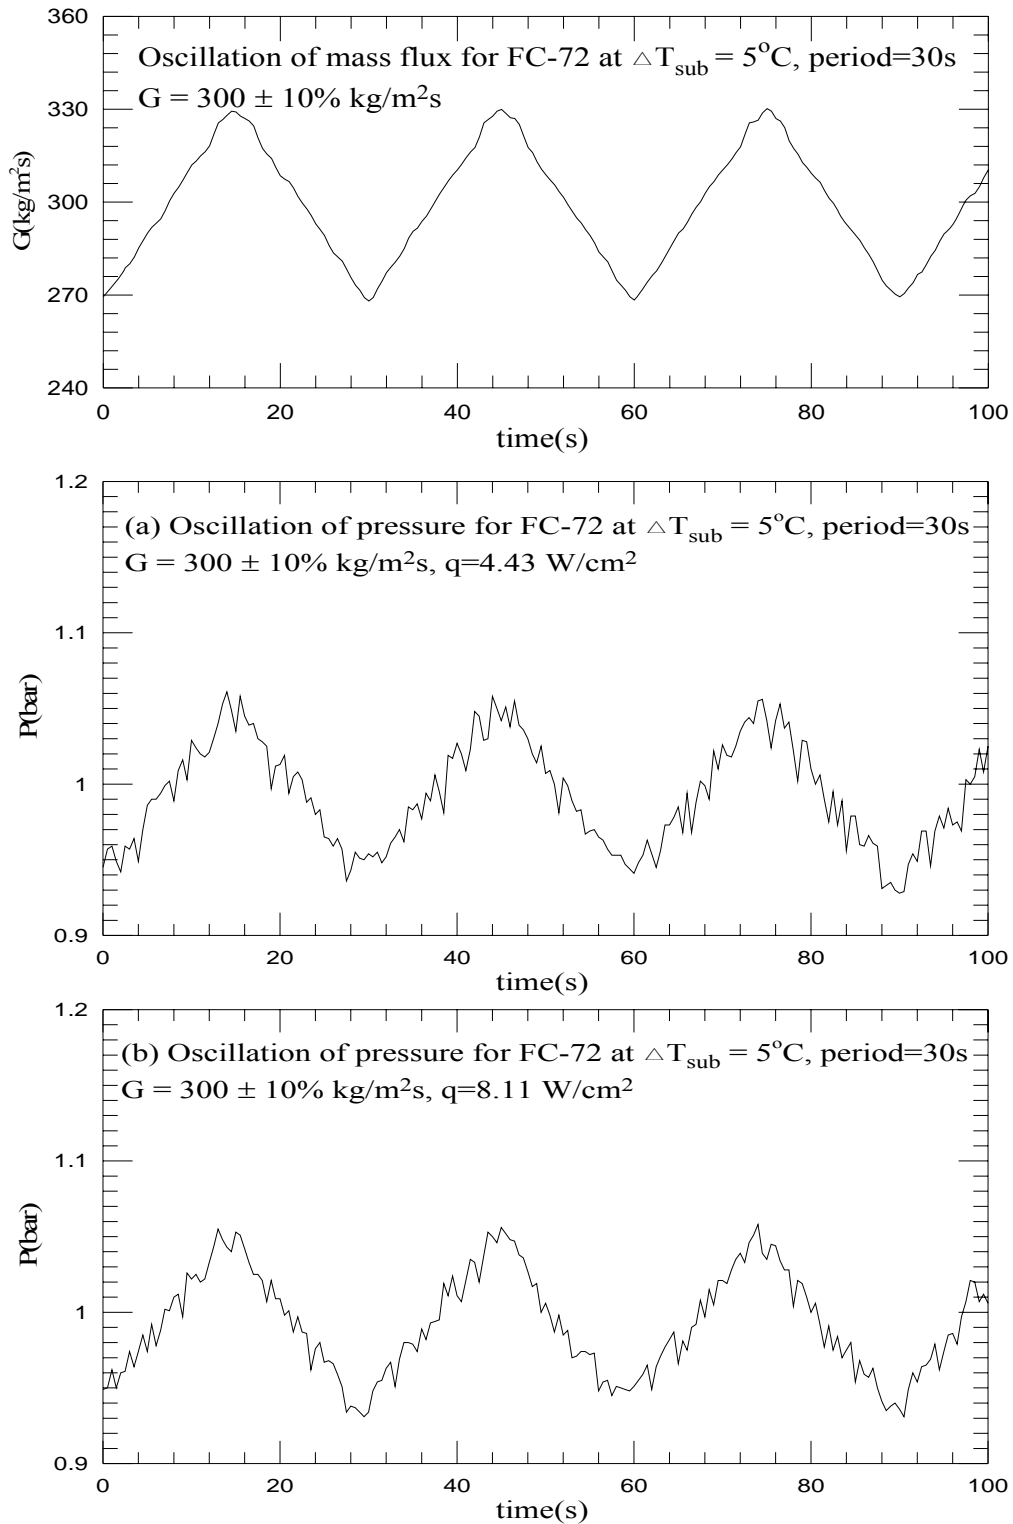 360
Oscillation of mass flux for FC-72 at △Tsub = 5°C, period=30s
G = 300 ± 10% kg/m²s
330
G(kg/m²s)
300
270
240
0 20 40 60 80 100
time(s)
1.2
(a) Oscillation of pressure for FC-72 at △Tsub = 5°C, period=30s
G = 300 ± 10% kg/m²s, q=4.43 W/cm²
1.1
P(bar)
1
0.9
0 20 40 60 80 100
time(s)
1.2
(b) Oscillation of pressure for FC-72 at △Tsub = 5°C, period=30s
G = 300 ± 10% kg/m²s, q=8.11 W/cm²
1.1
P(bar)
1
0.9
0 20 40 60 80 100
time(s)